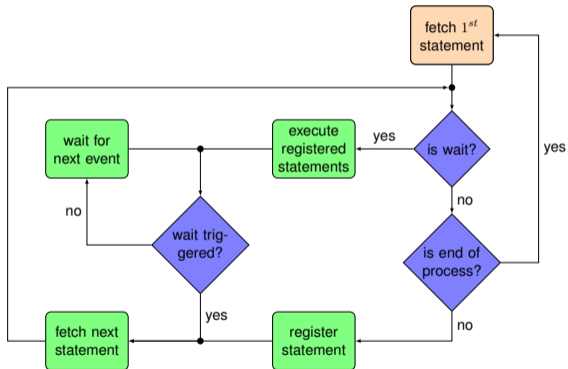 fetch 1st
statement
wait for
next event
execute
registered
statements
yes
is wait?
yes
no
no
wait trig-
gered?
is end of
process?
yes
no
fetch next
statement
register
statement